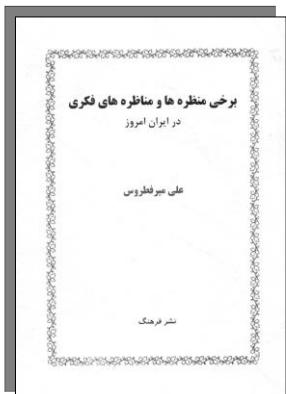 برخی منظره ها و مناظره های فکری
در ایران امروز
علی میرفطروس
نشر فرهنگ